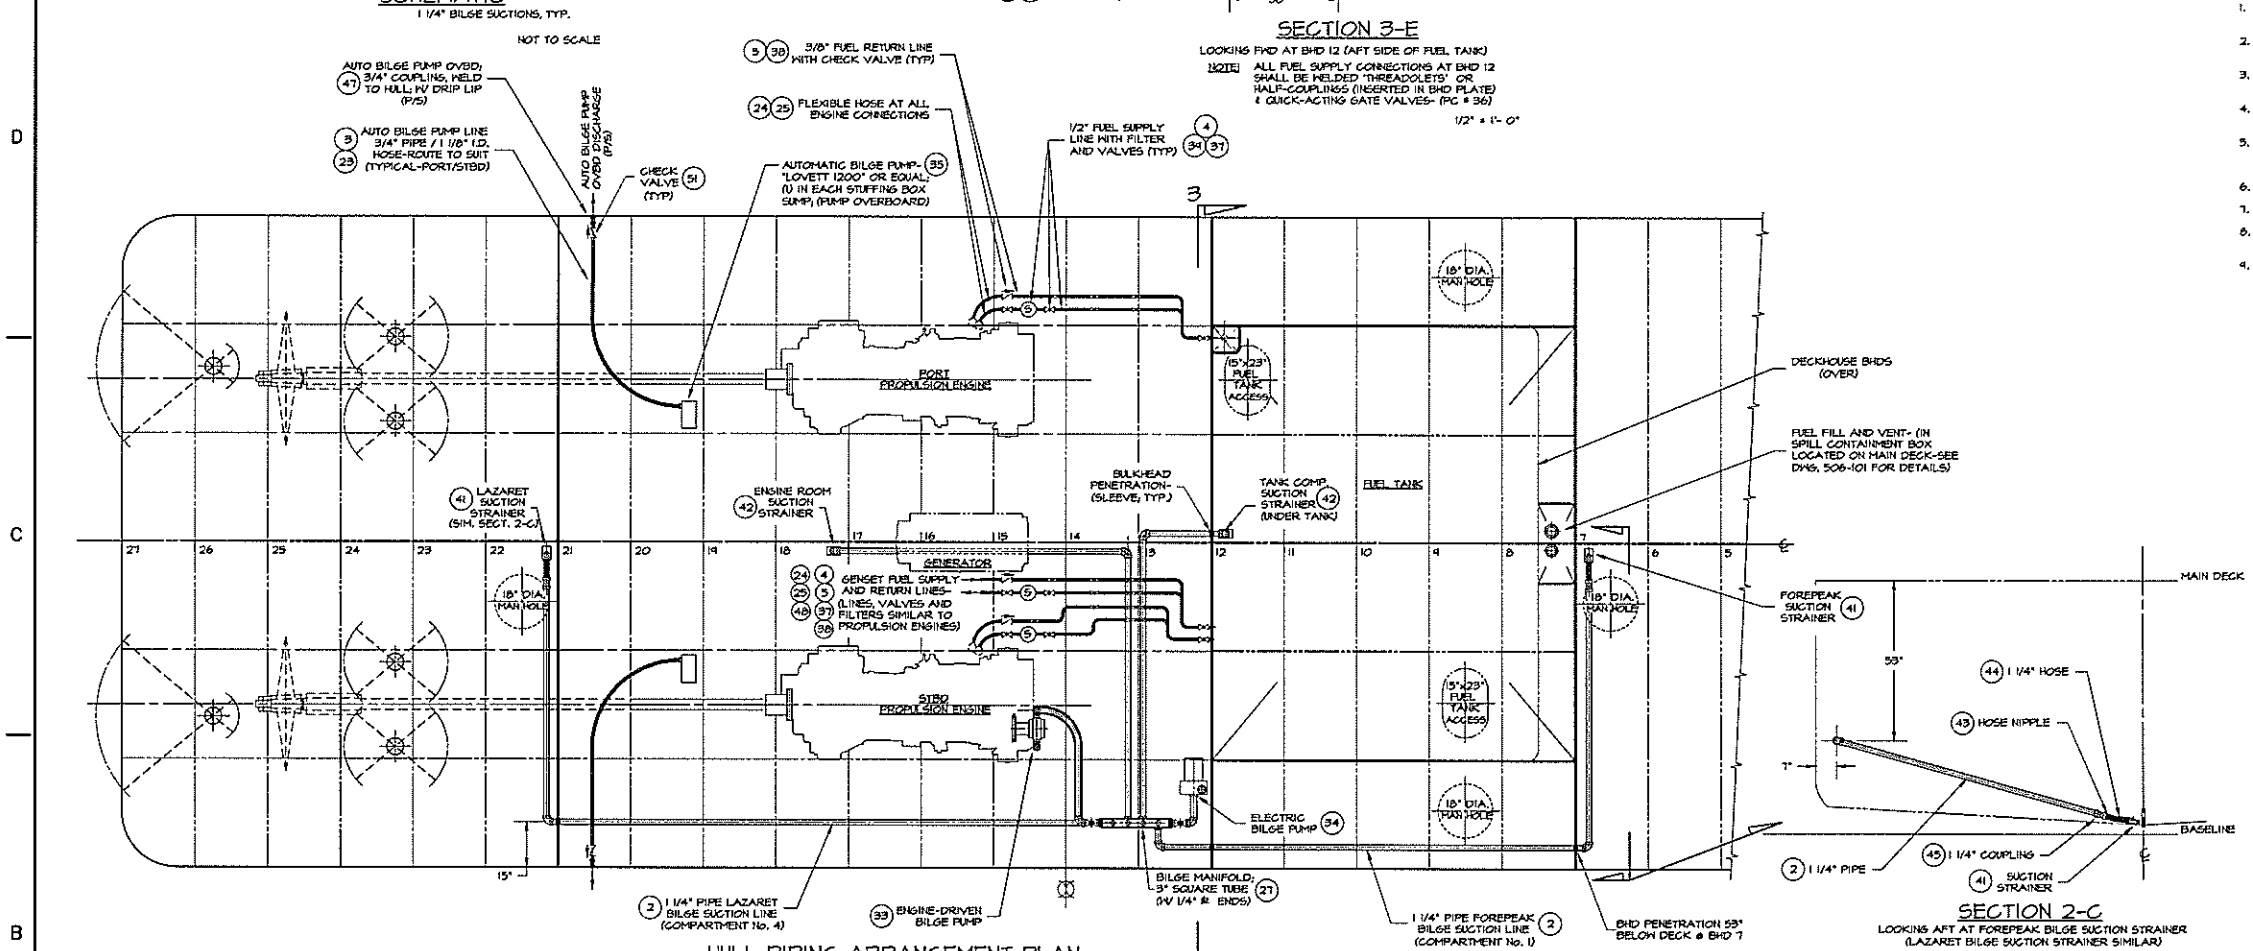 SCHEMATIC
1 1/4" BILGE SUCTIONS, TYP.
NOT TO SCALE
SECTION 3-E
LOOKING FWD AT BHD 12 (AFT SIDE OF FUEL TANK)
NOTE: ALL FUEL SUPPLY CONNECTIONS AT BHD 12
SHALL BE WELDED "THREADOLETS" OR
HALF-COUPLINGS (INSERTED IN BHD PLATE)
& QUICK-ACTING GATE VALVES- (PC # 36)
1/2" = 1'- 0"
1.
2.
3.
4.
5.
6.
7.
8.
9.
D
C
B
AUTO BILGE PUMP OVBD;
47 3/4" COUPLING, WELD
TO HULL; W/ DRIP LIP
(P/S)
3 AUTO BILGE PUMP LINE
3/4" PIPE / 1 1/8" I.D.
23 HOSE-ROUTE TO SUIT
(TYPICAL-PORT/STBD)
AUTO BILGE PUMP
OVBD DISCHARGE
(P/S)
CHECK
VALVE 51
(TYP)
5 38 3/8" FUEL RETURN LINE
WITH CHECK VALVE (TYP)
24 25 FLEXIBLE HOSE AT ALL
ENGINE CONNECTIONS
AUTOMATIC BILGE PUMP- 35
"LOVETT 1200" OR EQUAL;
(1) IN EACH STUFFING BOX
SUMP; (PUMP OVERBOARD)
1/2" FUEL SUPPLY 4
LINE WITH FILTER
AND VALVES (TYP) 39 37
3
18" DIA.
MAN HOLE
S
PORT
PROPULSION ENGINE
15"x23"
FUEL
TANK
ACCESS
DECKHOUSE BHDS
(OVER)
FUEL FILL AND VENT- (IN
SPILL CONTAINMENT BOX
LOCATED ON MAIN DECK-SEE
DWG. 506-101 FOR DETAILS)
41 LAZARET
SUCTION
STRAINER
(SIM. SECT. 2-C)
42 ENGINE ROOM
SUCTION
STRAINER
BULKHEAD
PENETRATION-
(SLEEVE, TYP.)
TANK COMP.
SUCTION
STRAINER 42
(UNDER TANK)
FUEL TANK
27 26 25 24 23 22 21 20 19 18 17 16 15 14 13 12 11 10 9 8 7 6 5
GENERATOR
24 4 GENSET FUEL SUPPLY
25 5 AND RETURN LINES-
48 37 (LINES, VALVES AND
FILTERS SIMILAR TO
38 PROPULSION ENGINES)
S
S
18" DIA.
MAN HOLE
18" DIA.
MAN HOLE
FOREPEAK
SUCTION 41
STRAINER
STBD
PROPULSION ENGINE
15"x23"
FUEL
TANK
ACCESS
18" DIA.
MAN HOLE
ELECTRIC
BILGE PUMP 34
15"
2 1 1/4" PIPE LAZARET
BILGE SUCTION LINE
(COMPARTMENT No. 4)
33 ENGINE-DRIVEN
BILGE PUMP
BILGE MANIFOLD;
3" SQUARE TUBE 27
(W/ 1/4" PL ENDS)
1 1/4" PIPE FOREPEAK 2
BILGE SUCTION LINE
(COMPARTMENT No. 1)
BHD PENETRATION 53"
BELOW DECK @ BHD 7
MAIN DECK
53"
44 1 1/4" HOSE
43 HOSE NIPPLE
7"
BASELINE
45 1 1/4" COUPLING
2 1 1/4" PIPE
41 SUCTION
STRAINER
SECTION 2-C
LOOKING AFT AT FOREPEAK BILGE SUCTION STRAINER
(LAZARET BILGE SUCTION STRAINER SIMILAR)
HULL PIPING ARRANGEMENT PLAN